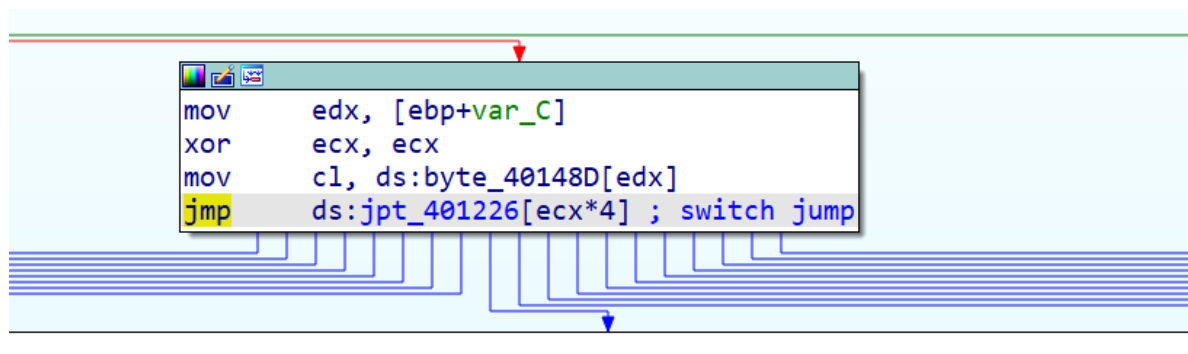 mov edx, [ebp+var_C]
xor ecx, ecx
mov cl, ds:byte_40148D[edx]
jmp ds:jpt_401226[ecx*4] ; switch jump